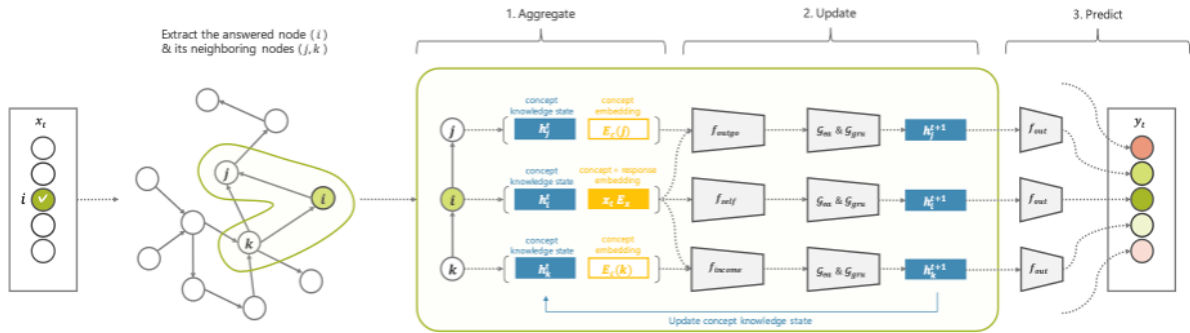 1. Aggregate
2. Update
3. Predict
Extract the answered node (i)
& its neighboring nodes (j, k)
x_t
i
j
i
k
concept
knowledge state
concept
embedding
j
h_j^t
E_c(j)
f_outgo
G_ea & G_gru
h_j^{t+1}
f_out
concept
knowledge state
concept + response
embedding
i
h_i^t
x_t E_x
f_self
G_ea & G_gru
h_i^{t+1}
f_out
concept
knowledge state
concept
embedding
k
h_k^t
E_c(k)
f_income
G_ea & G_gru
h_k^{t+1}
f_out
y_t
Update concept knowledge state